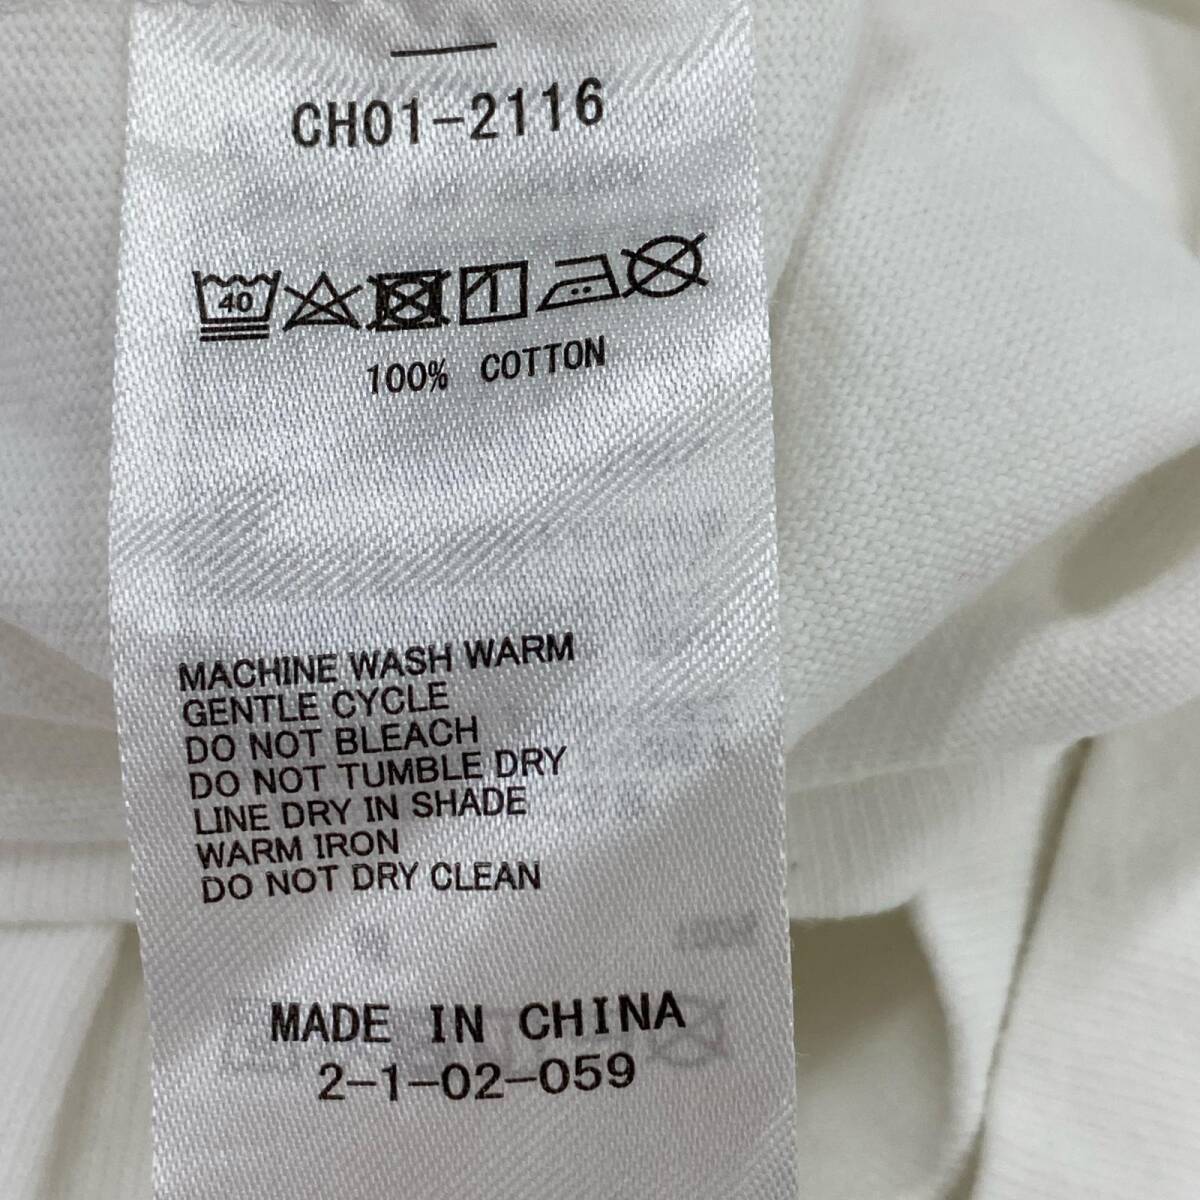 CH01-2116
40
100% COTTON
MACHINE WASH WARM
GENTLE CYCLE
DO NOT BLEACH
DO NOT TUMBLE DRY
LINE DRY IN SHADE
WARM IRON
DO NOT DRY CLEAN
MADE IN CHINA
2-1-02-059